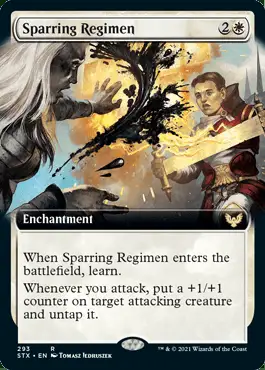 Sparring Regimen 2
Enchantment
When Sparring Regimen enters the
battlefield, learn.
Whenever you attack, put a +1/+1
counter on target attacking creature
and untap it.
293 R
STX • EN Tomasz Jedruszek
™ & © 2021 Wizards of the Coast